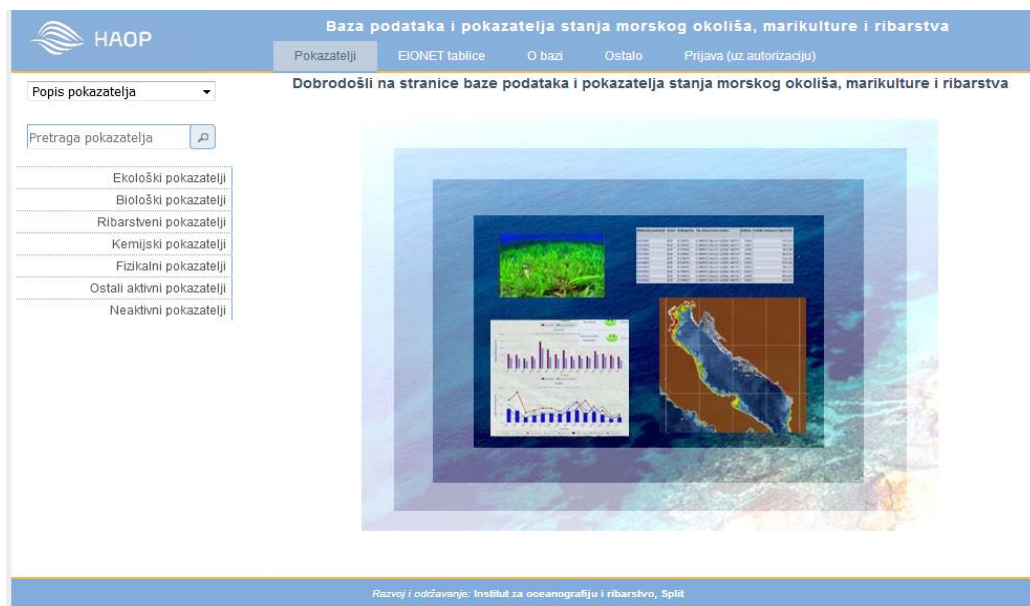 HAOP
Baza podataka i pokazatelja stanja morskog okoliša, marikulture i ribarstva
Pokazatelji
EIONET tablice
O bazi
Ostalo
Prijava (uz autorizaciju)
Popis pokazatelja
Dobrodošli na stranice baze podataka i pokazatelja stanja morskog okoliša, marikulture i ribarstva
Pretraga pokazatelja
Ekološki pokazatelji
Biološki pokazatelji
Ribarstveni pokazatelji
Kemijski pokazatelji
Fizikalni pokazatelji
Ostali aktivni pokazatelji
Neaktivni pokazatelji
Razvoj i održavanje: Institut za oceanografiju i ribarstvo, Split